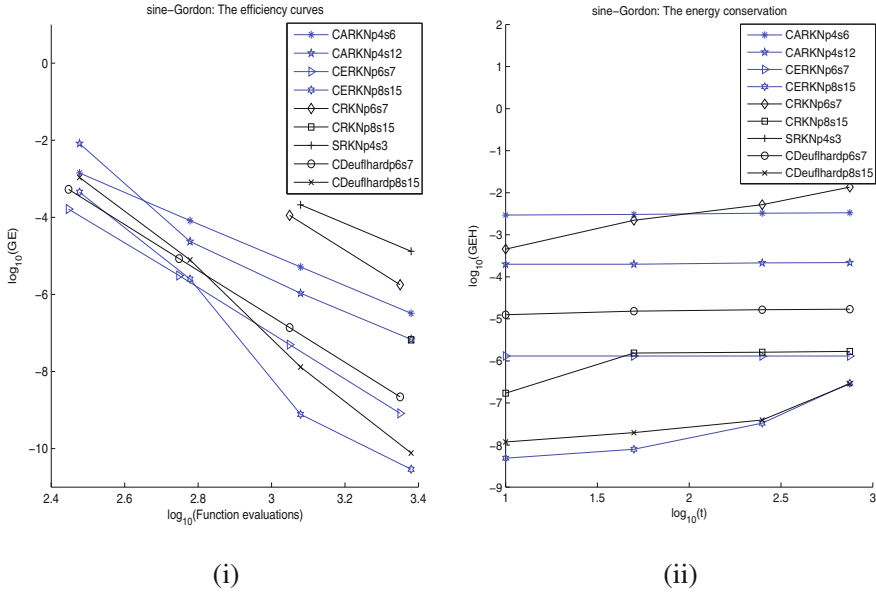 sine−Gordon: The efficiency curves
CARKNp4s6
CARKNp4s12
CERKNp6s7
CERKNp8s15
CRKNp6s7
CRKNp8s15
SRKNp4s3
CDeuflhardp6s7
CDeuflhardp8s15
0
−2
−4
−6
−8
−10
log10(GE)
2.4 2.6 2.8 3 3.2 3.4
log10(Function evaluations)
(i)
sine−Gordon: The energy conservation
CARKNp4s6
CARKNp4s12
CERKNp6s7
CERKNp8s15
CRKNp6s7
CRKNp8s15
SRKNp4s3
CDeuflhardp6s7
CDeuflhardp8s15
2
1
0
−1
−2
−3
−4
−5
−6
−7
−8
−9
log10(GEH)
1 1.5 2 2.5 3
log10(t)
(ii)